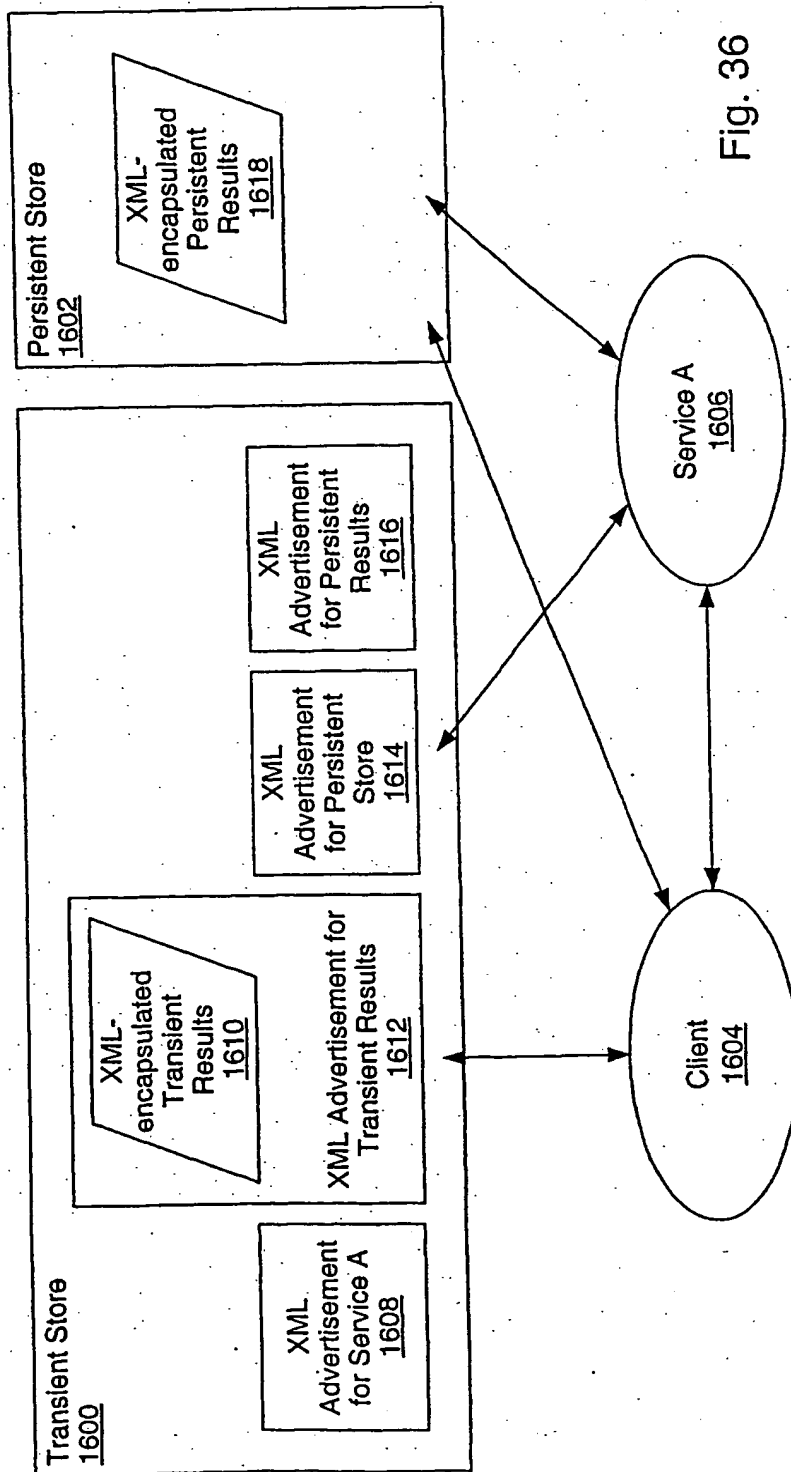 Transient Store
1600
XML
Advertisement
for Service A
1608
XML-
encapsulated
Transient
Results
1610
XML Advertisement for
Transient Results
1612
XML
Advertisement
for Persistent
Store
1614
XML
Advertisement
for Persistent
Results
1616
Persistent Store
1602
XML-
encapsulated
Persistent
Results
1618
Client
1604
Service A
1606
Fig. 36